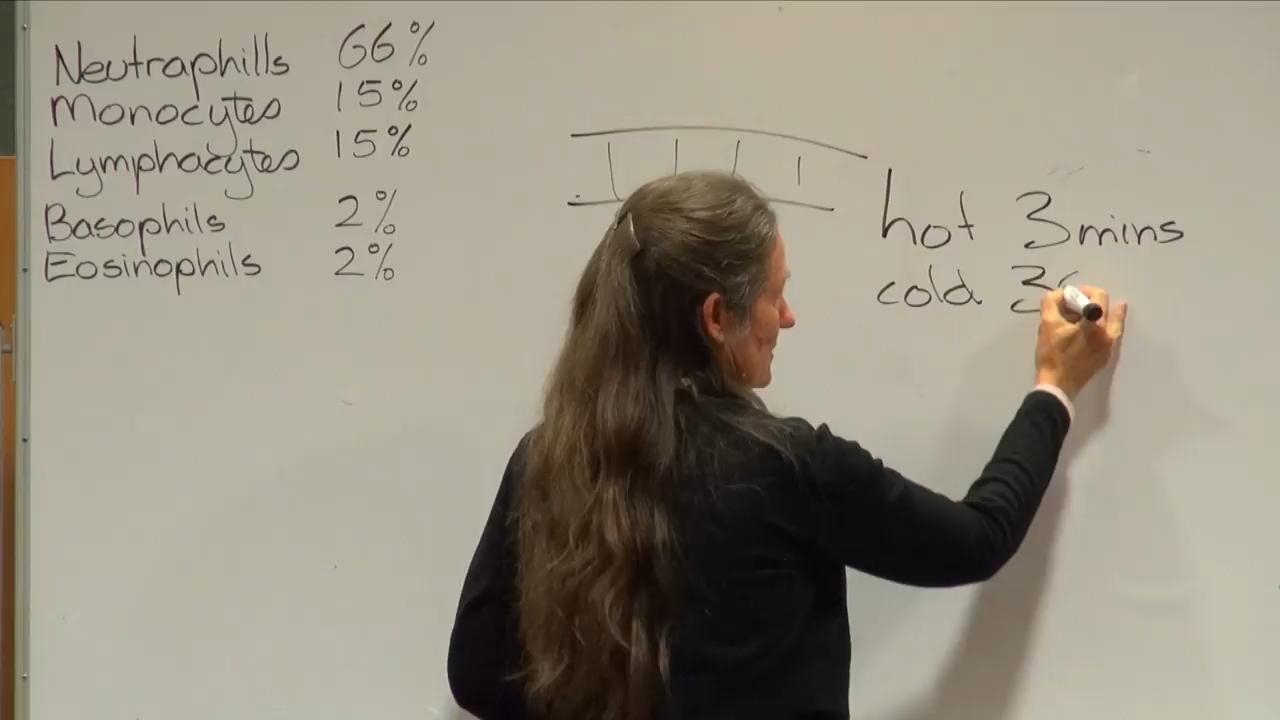 Neutraphills 66%
Monocytes 15%
Lymphacytes 15%
Basophils 2%
Eosinophils 2%
hot 3mins
cold